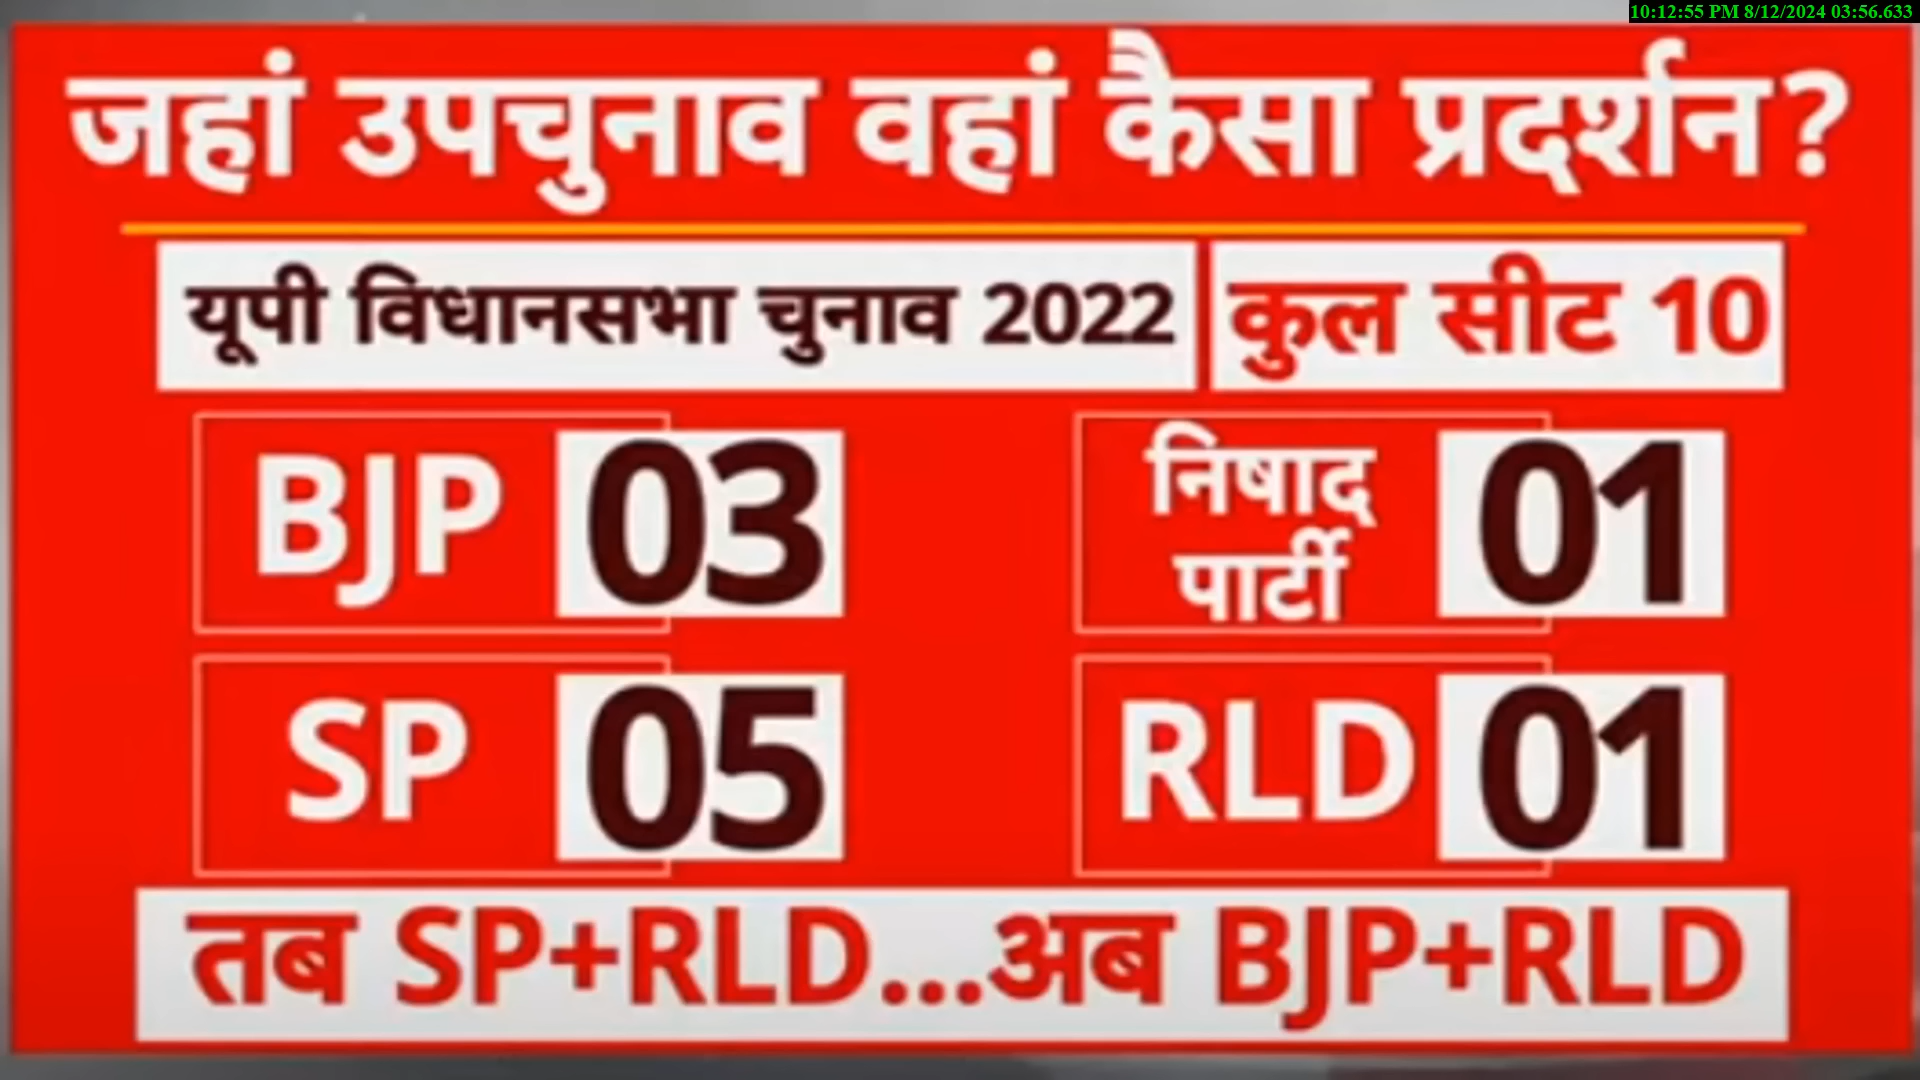 10:12:55 PM 8/12/2024 03:56.633
जहां उपचुनाव वहां कैसा प्रदर्शन?
यूपी विधानसभा चुनाव 2022
कुल सीट 10
BJP 03
निषाद
पार्टी 01
SP 05
RLD 01
तब SP+RLD...अब BJP+RLD